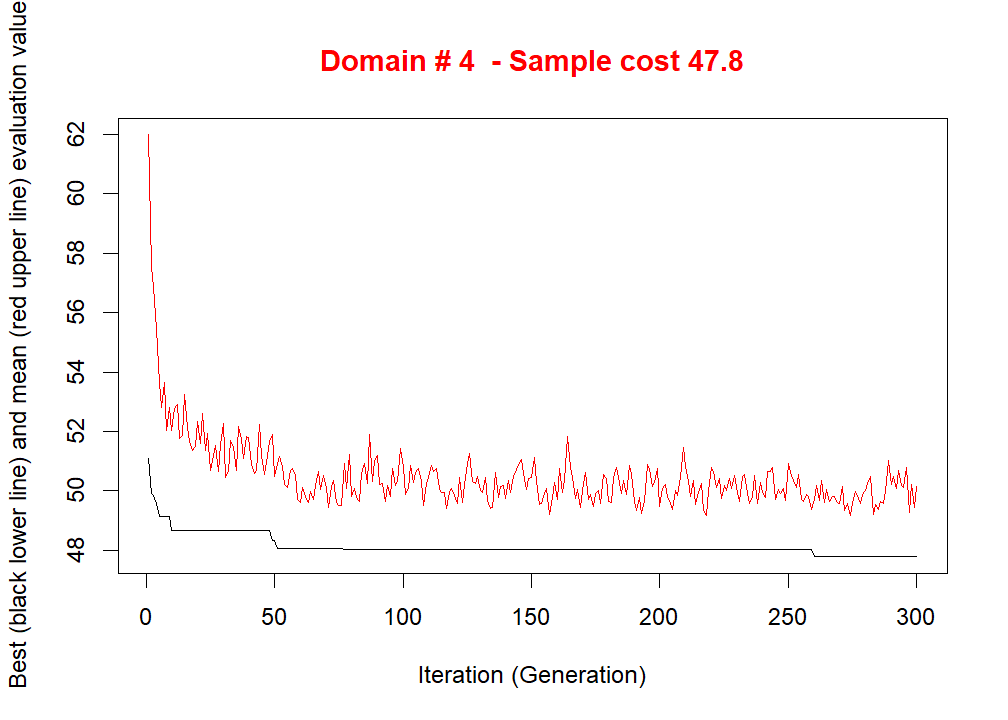 Domain # 4  - Sample cost 47.8
Best (black lower line) and mean (red upper line) evaluation value
62
60
58
56
54
52
50
48
0 50 100 150 200 250 300
Iteration (Generation)